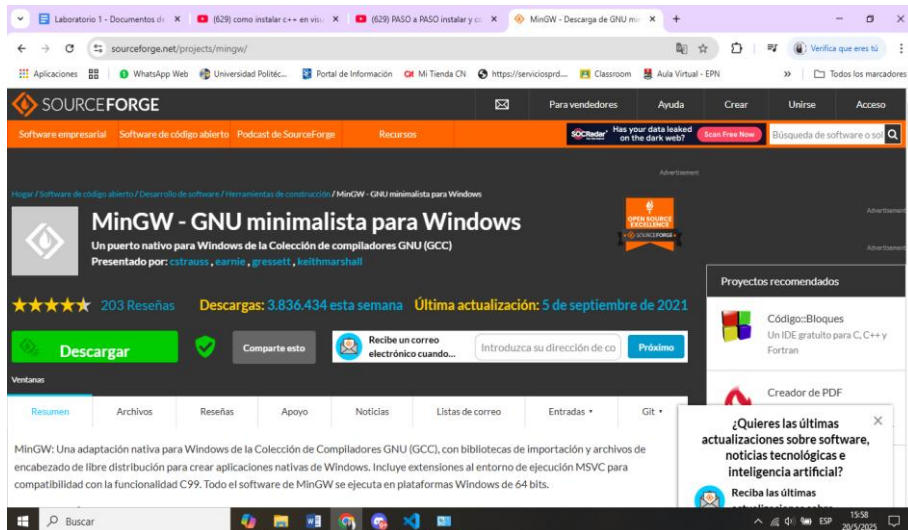 Laboratorio 1 - Documentos de
(629) como instalar c++ en visu
(629) PASO a PASO instalar y co
MinGW - Descarga de GNU min
sourceforge.net/projects/mingw/
Verifica que eres tú
Aplicaciones
WhatsApp Web
Universidad Politéc...
Portal de Información
Mi Tienda CN
https://serviciosprd....
Classroom
Aula Virtual - EPN
»
Todos los marcadores
SOURCEFORGE
Para vendedores
Ayuda
Crear
Unirse
Acceso
Software empresarial
Software de código abierto
Podcast de SourceForge
Recursos
SOCRadar
Has your data leaked
on the dark web?
Scan Free Now
Búsqueda de software o sol
Advertisement
Hogar / Software de código abierto / Desarrollo de software / Herramientas de construcción / MinGW - GNU minimalista para Windows
MinGW - GNU minimalista para Windows
Un puerto nativo para Windows de la Colección de compiladores GNU (GCC)
Presentado por: cstrauss , earnie , gressett , keithmarshall
OPEN SOURCE
EXCELLENCE
SOURCEFORGE
Advertisement
Advertisement
203 Reseñas
Descargas: 3.836.434 esta semana
Última actualización: 5 de septiembre de 2021
Descargar
Comparte esto
Recibe un correo
electrónico cuando...
Introduzca su dirección de co
Próximo
Ventanas
Proyectos recomendados
Código::Bloques
Un IDE gratuito para C, C++ y
Fortran
Creador de PDF
Resumen
Archivos
Reseñas
Apoyo
Noticias
Listas de correo
Entradas
Git
MinGW: Una adaptación nativa para Windows de la Colección de Compiladores GNU (GCC), con bibliotecas de importación y archivos de
encabezado de libre distribución para crear aplicaciones nativas de Windows. Incluye extensiones al entorno de ejecución MSVC para
compatibilidad con la funcionalidad C99. Todo el software de MinGW se ejecuta en plataformas Windows de 64 bits.
¿Quieres las últimas
actualizaciones sobre software,
noticias tecnológicas e
inteligencia artificial?
Reciba las últimas
Buscar
ESP
15:58
20/5/2025